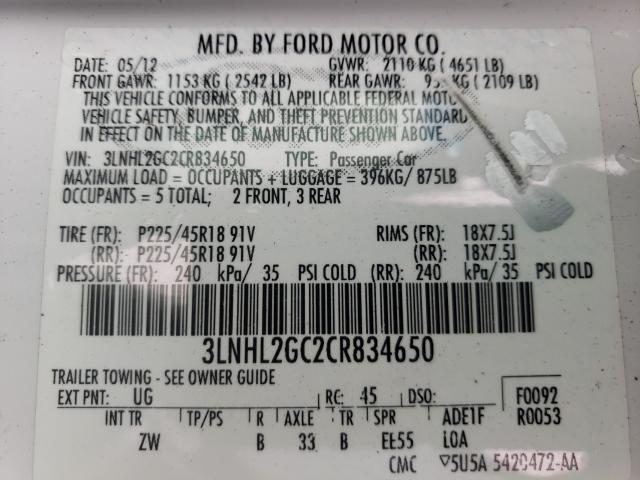 MFD. BY FORD MOTOR CO.
DATE: 05/12 GVWR: 2110 KG ( 4651 LB)
FRONT GAWR: 1153 KG ( 2542 LB) REAR GAWR: KG ( 2109 LB)
THIS VEHICLE CONFORMS TO ALL APPLICABLE FEDERAL MOTO
VEHICLE SAFETY, BUMPER, AND THEFT PREVENTION STANDARD
IN EFFECT ON THE DATE OF MANUFACTURE SHOWN ABOVE.
VIN: 3LNHL2GC2CR834650 TYPE: Passenger Car
MAXIMUM LOAD = OCCUPANTS + LUGGAGE = 396KG/ 875LB
OCCUPANTS = 5 TOTAL; 2 FRONT, 3 REAR
TIRE (FR): P225/45R18 91V RIMS (FR): 18X7.5J
(RR): P225/45R18 91V (RR): 18X7.5J
PRESSURE (FR): 240 kPa/ 35 PSI COLD (RR): 240 kPa/ 35 PSI COLD
3LNHL2GC2CR834650
TRAILER TOWING - SEE OWNER GUIDE
EXT PNT: UG RC: 45 DSO: F0092
INT TR TP/PS R AXLE TR SPR ADE1F R0053
ZW B 33 B EE55 LOA
CMC ▽5U5A 5420472-AA